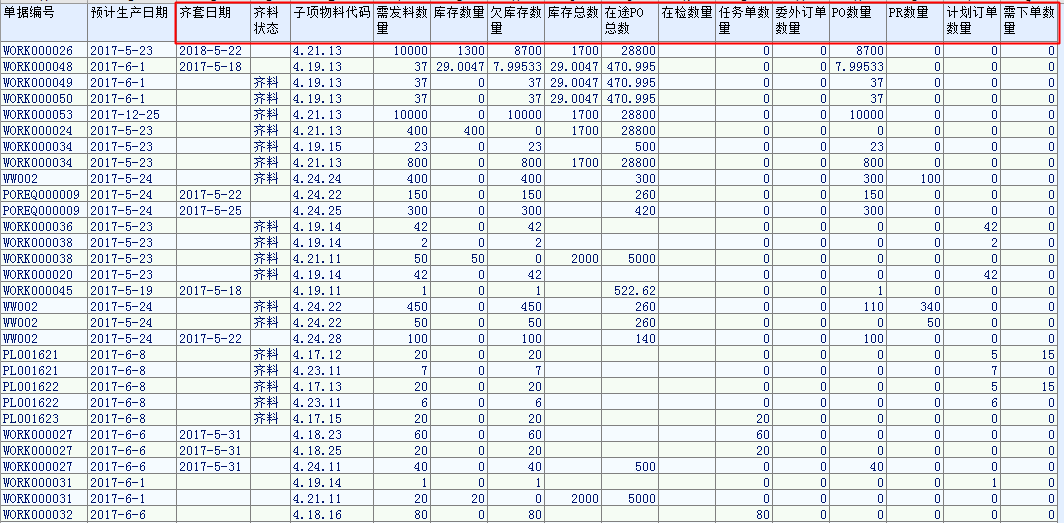 单据编号 预计生产日期 齐套日期 齐料状态 子项物料代码 需发料数量 库存数量 欠库存数量 库存总数 在途PO总数 在检数量 任务单数量 委外订单数量 PO数量 PR数量 计划订单数量 需下单数量
WORK000026 2017-5-23 2018-5-22 4.21.13 10000 1300 8700 1700 28800 0 0 8700 0 0 0
WORK000048 2017-6-1 2017-5-18 4.19.13 37 29.0047 7.99533 29.0047 470.995 0 0 7.99533 0 0 0
WORK000049 2017-6-1 齐料 4.19.13 37 0 37 29.0047 470.995 0 0 37 0 0 0
WORK000050 2017-6-1 齐料 4.19.13 37 0 37 29.0047 470.995 0 0 37 0 0 0
WORK000053 2017-12-25 齐料 4.21.13 10000 0 10000 1700 28800 0 0 10000 0 0 0
WORK000024 2017-5-23 齐料 4.21.13 400 400 0 1700 28800 0 0 0 0 0 0
WORK000034 2017-5-23 齐料 4.19.15 23 0 23 500 0 0 23 0 0 0
WORK000034 2017-5-23 齐料 4.21.13 800 0 800 1700 28800 0 0 800 0 0 0
WW002 2017-5-24 齐料 4.24.24 400 0 400 300 0 0 300 100 0 0
POREQ000009 2017-5-24 2017-5-22 4.24.22 150 0 150 260 0 0 150 0 0 0
POREQ000009 2017-5-24 2017-5-25 4.24.25 300 0 300 420 0 0 300 0 0 0
WORK000036 2017-5-23 齐料 4.19.14 42 0 42 0 0 0 0 42 0
WORK000038 2017-5-23 齐料 4.19.14 2 0 2 0 0 0 0 2 0
WORK000038 2017-5-23 齐料 4.21.11 50 50 0 2000 5000 0 0 0 0 0 0
WORK000020 2017-5-23 齐料 4.19.14 42 0 42 0 0 0 0 42 0
WORK000045 2017-5-19 2017-5-18 4.19.11 1 0 1 522.62 0 0 1 0 0 0
WW002 2017-5-24 齐料 4.24.22 450 0 450 260 0 0 110 340 0 0
WW002 2017-5-24 齐料 4.24.22 50 0 50 260 0 0 0 50 0 0
WW002 2017-5-24 2017-5-22 4.24.28 100 0 100 140 0 0 100 0 0 0
PL001621 2017-6-8 齐料 4.17.12 20 0 20 0 0 0 0 5 15
PL001621 2017-6-8 齐料 4.23.11 7 0 7 0 0 0 0 7 0
PL001622 2017-6-8 齐料 4.17.13 20 0 20 0 0 0 0 5 15
PL001622 2017-6-8 齐料 4.23.11 6 0 6 0 0 0 0 6 0
PL001623 2017-6-8 齐料 4.17.15 20 0 20 20 0 0 0 0 0
WORK000027 2017-6-6 2017-5-31 4.18.23 60 0 60 60 0 0 0 0 0
WORK000027 2017-6-6 2017-5-31 4.18.25 20 0 20 20 0 0 0 0 0
WORK000027 2017-6-6 2017-5-31 4.24.11 40 0 40 500 0 0 40 0 0 0
WORK000031 2017-6-1 4.19.14 1 0 1 0 0 0 0 1 0
WORK000031 2017-6-1 4.21.11 20 20 0 2000 5000 0 0 0 0 0 0
WORK000032 2017-6-6 4.18.16 80 0 80 80 0 0 0 0 0